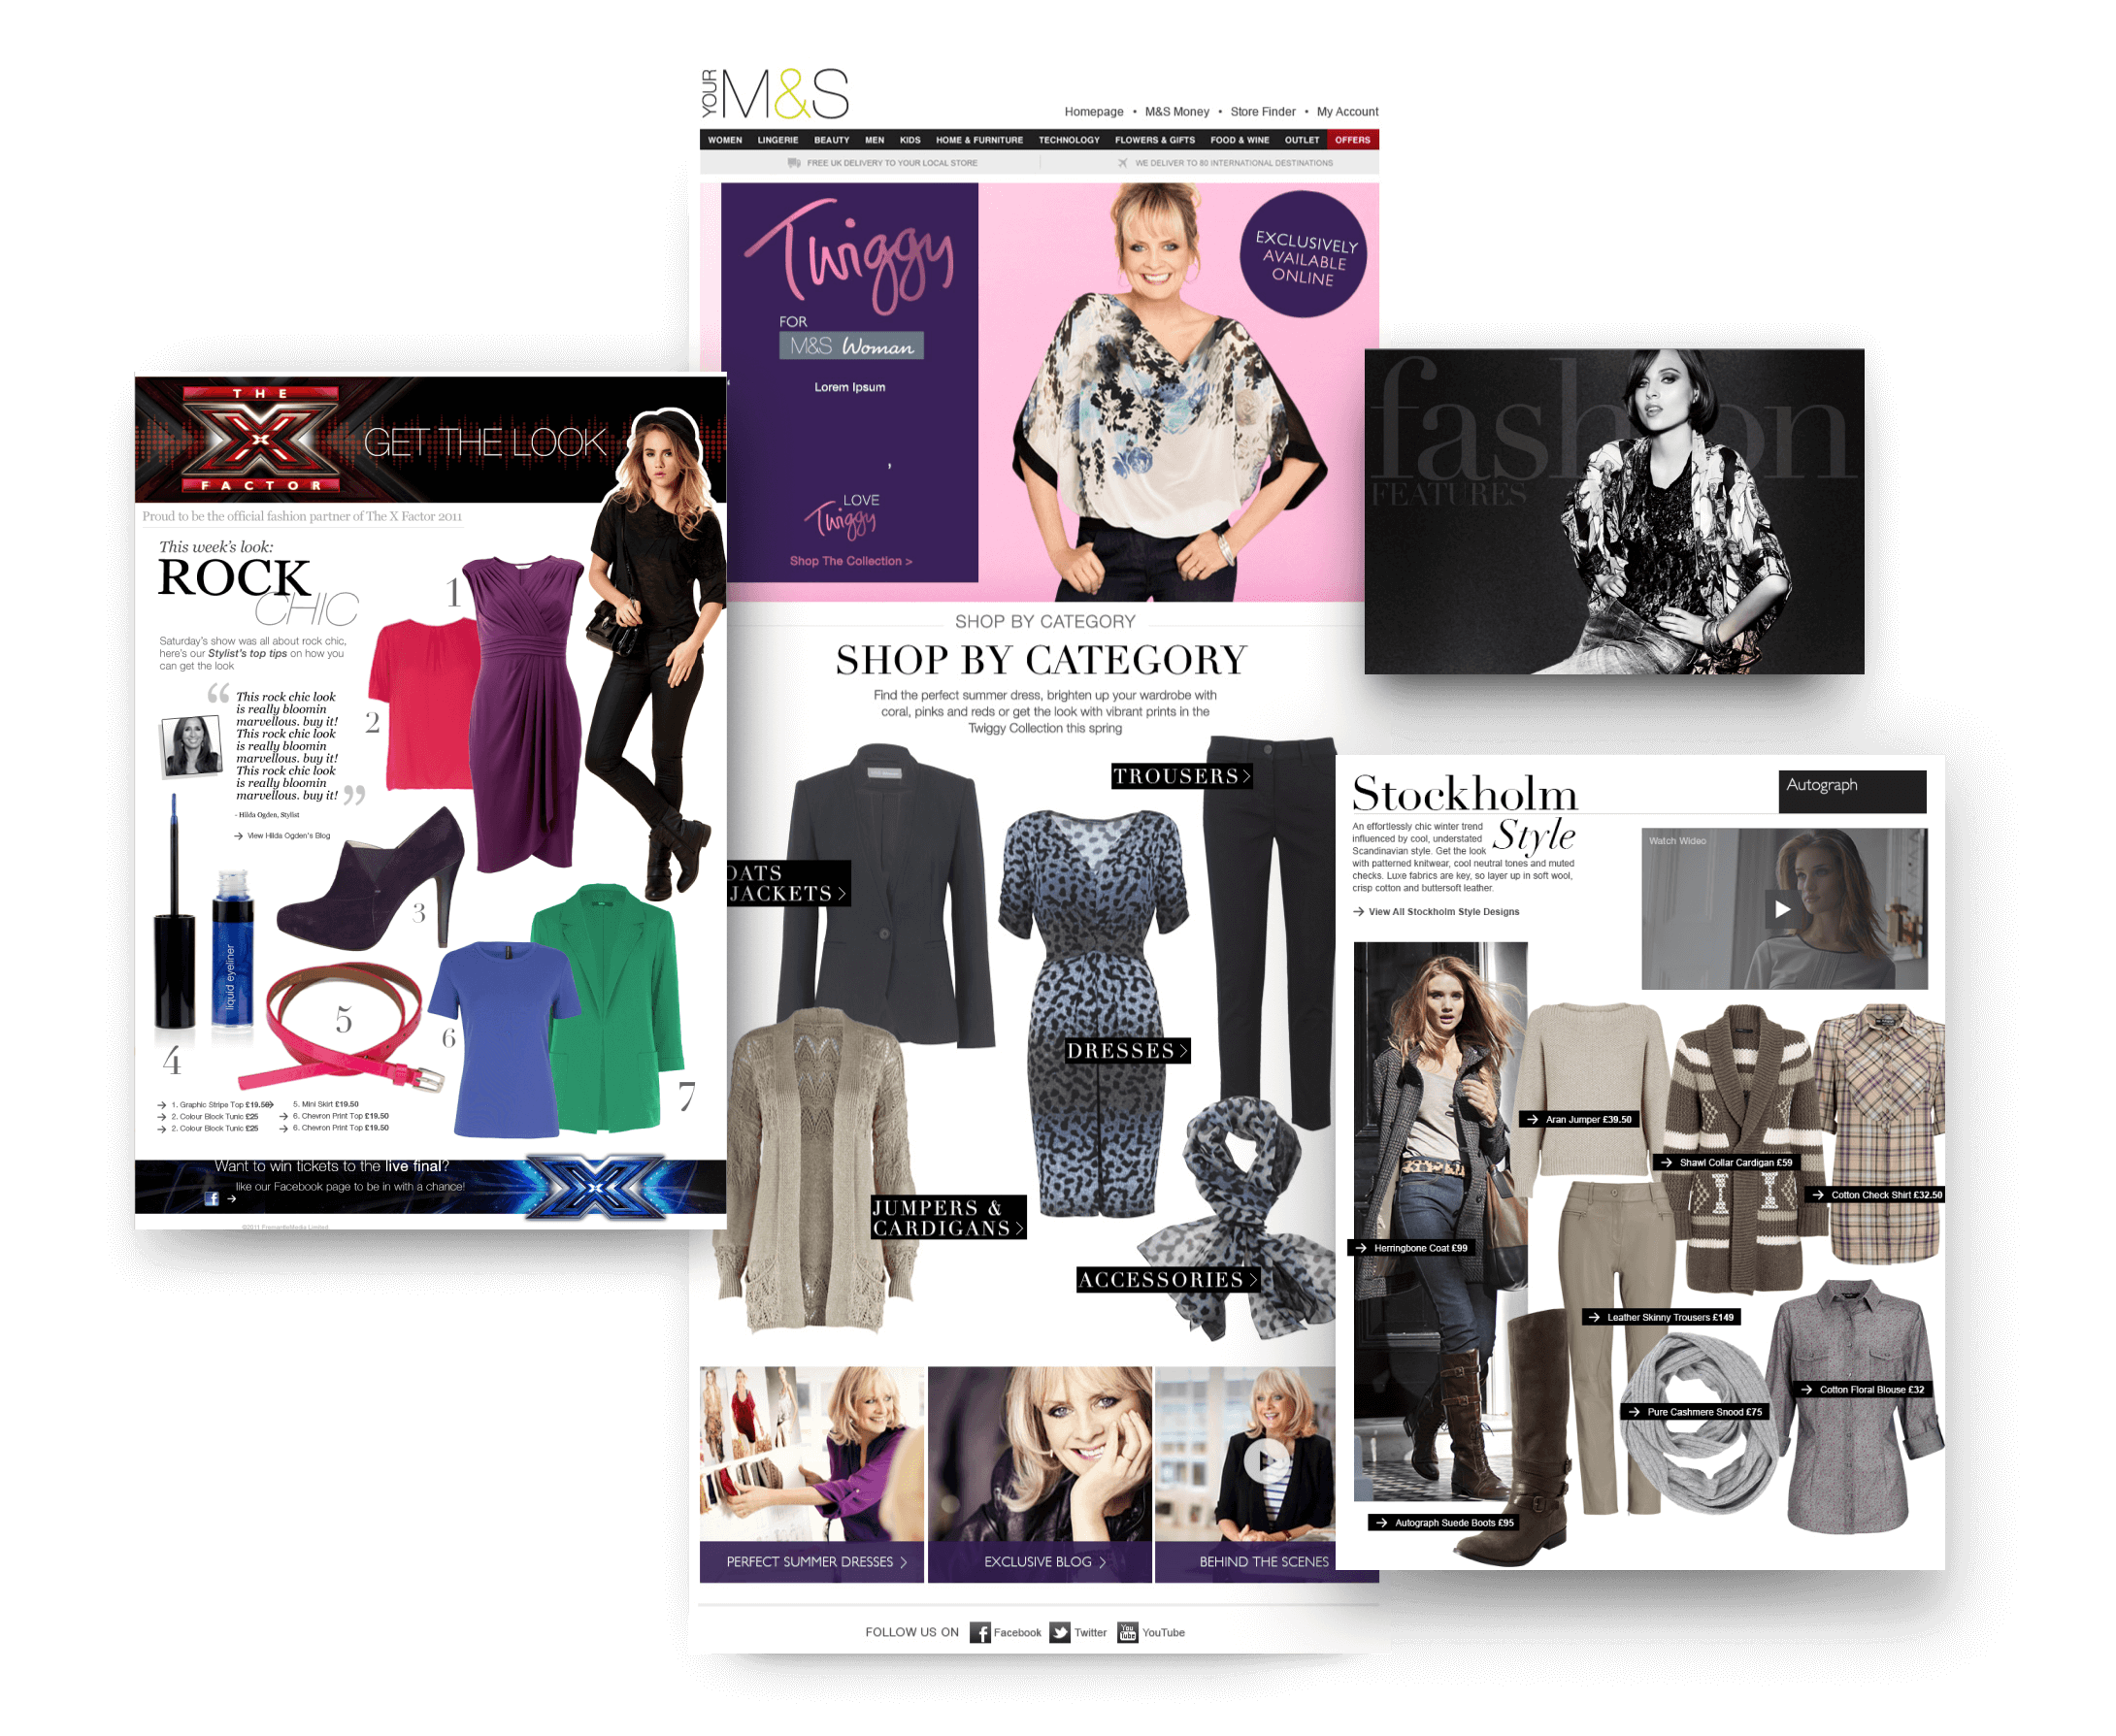 YOUR M&S
Homepage • M&S Money • Store Finder • My Account
WOMEN LINGERIE BEAUTY MEN KIDS HOME & FURNITURE TECHNOLOGY FLOWERS & GIFTS FOOD & WINE OUTLET OFFERS
FREE UK DELIVERY TO YOUR LOCAL STORE WE DELIVER TO 80 INTERNATIONAL DESTINATIONS
Twiggy
FOR
M&S Woman
Lorem Ipsum
,
LOVE
Twiggy
Shop The Collection >
EXCLUSIVELY
AVAILABLE
ONLINE
SHOP BY CATEGORY
SHOP BY CATEGORY
Find the perfect summer dress, brighten up your wardrobe with
coral, pinks and reds or get the look with vibrant prints in the
Twiggy Collection this spring
TROUSERS >
OATS
JACKETS >
DRESSES >
JUMPERS &
CARDIGANS >
ACCESSORIES >
PERFECT SUMMER DRESSES >
EXCLUSIVE BLOG >
BEHIND THE SCENES
FOLLOW US ON Facebook Twitter YouTube
THE
X
FACTOR
GET THE LOOK
Proud to be the official fashion partner of The X Factor 2011
This week's look:
ROCK
CHIC
Saturday's show was all about rock chic,
here's our Stylist's top tips on how you
can get the look
“ This rock chic look
is really bloomin
marvellous. buy it!
This rock chic look
is really bloomin
marvellous. buy it!
This rock chic look
is really bloomin
marvellous. buy it! ”
- Hilda Ogden, Stylist
→ View Hilda Ogden's Blog
1
2
3
4
5
6
7
liquid eyeliner
→ 1. Graphic Stripe Top £19.50
→ 2. Colour Block Tunic £25
→ 2. Colour Block Tunic £25
→ 5. Mini Skirt £19.50
→ 6. Chevron Print Top £19.50
→ 6. Chevron Print Top £19.50
Want to win tickets to the live final?
like our Facebook page to be in with a chance!
f →
X
©2011 FremantleMedia Limited.
fashion
FEATURES
Stockholm
Style
An effortlessly chic winter trend
influenced by cool, understated
Scandinavian style. Get the look
with patterned knitwear, cool neutral tones and muted
checks. Luxe fabrics are key, so layer up in soft wool,
crisp cotton and buttersoft leather.
→ View All Stockholm Style Designs
Autograph
Watch Wideo
→ Aran Jumper £39.50
→ Shawl Collar Cardigan £59
→ Cotton Check Shirt £32.50
→ Herringbone Coat £99
→ Leather Skinny Trousers £149
→ Cotton Floral Blouse £32
→ Pure Cashmere Snood £75
→ Autograph Suede Boots £95